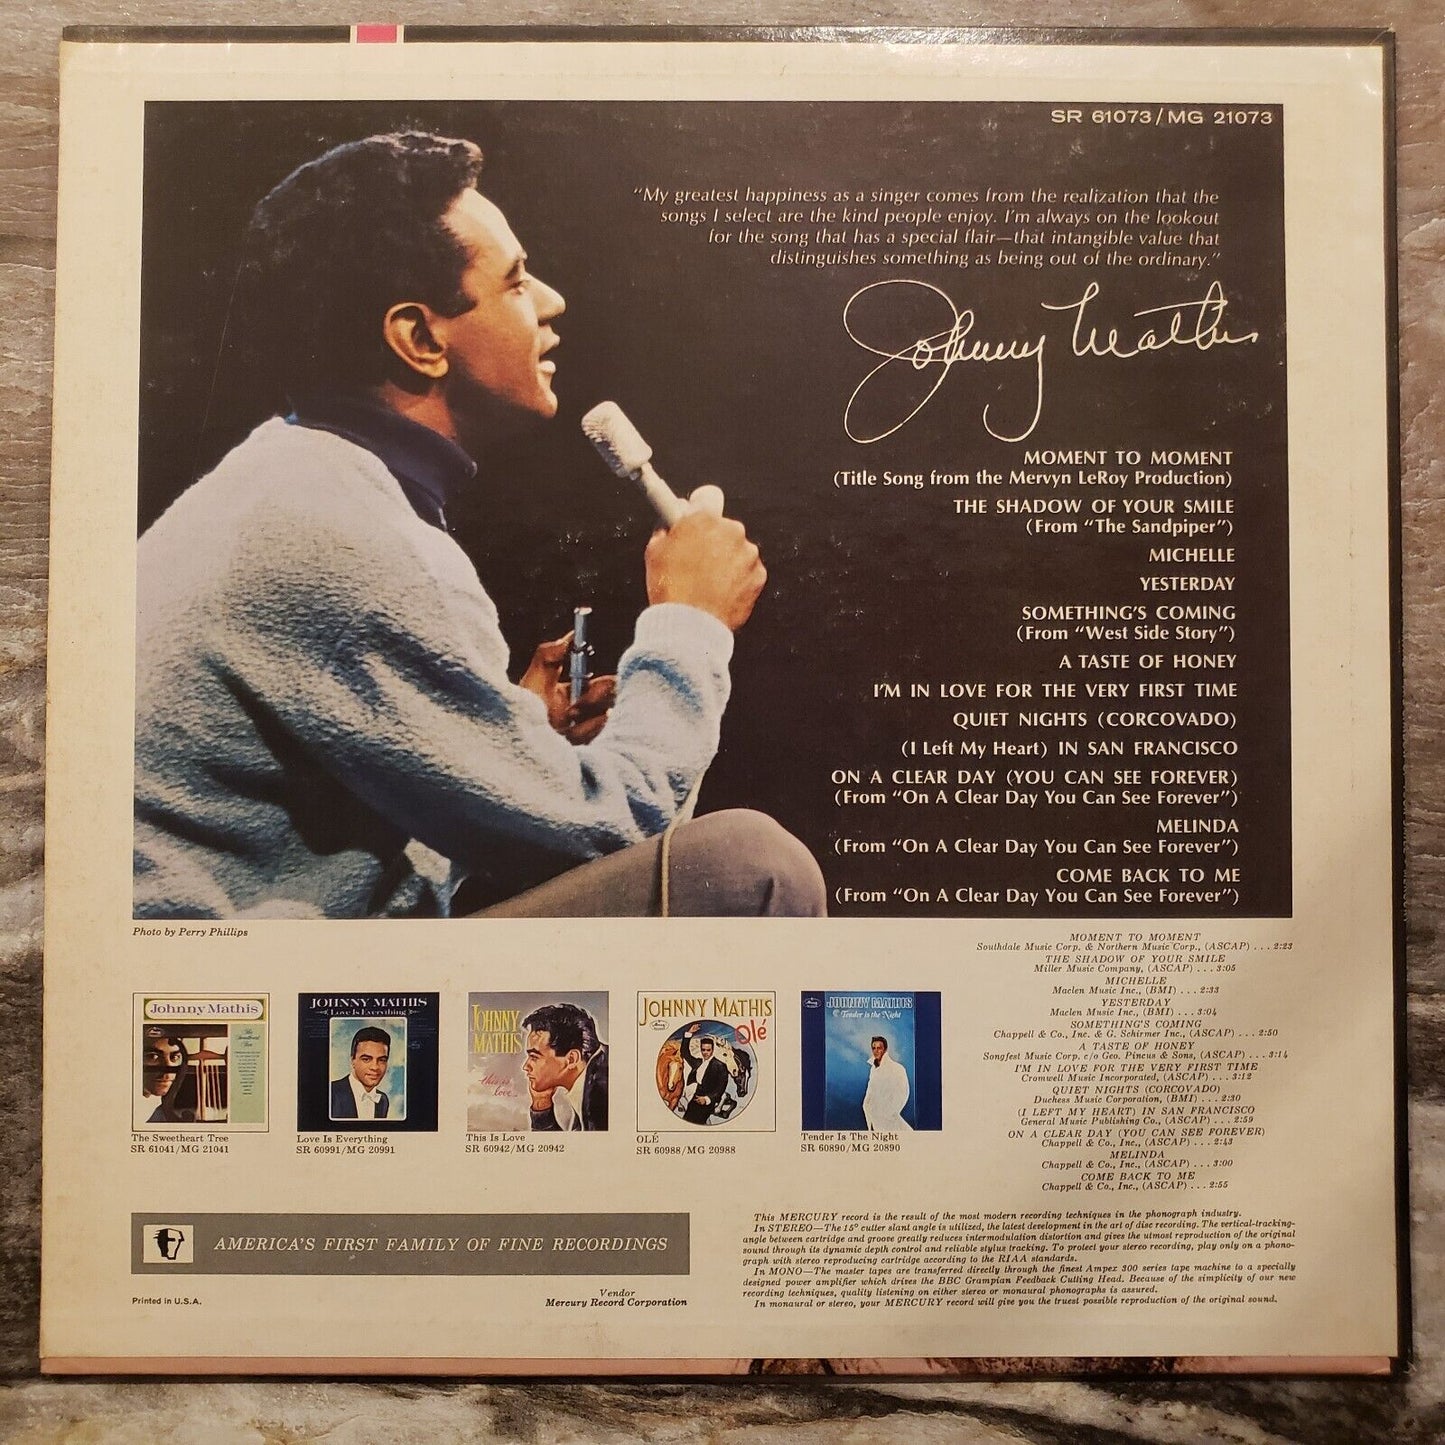 SR 61073/MG 21073
“My greatest happiness as a singer comes from the realization that the
songs I select are the kind people enjoy. I’m always on the lookout
for the song that has a special flair—that intangible value that
distinguishes something as being out of the ordinary.”
Johnny Mathis
MOMENT TO MOMENT
(Title Song from the Mervyn LeRoy Production)
THE SHADOW OF YOUR SMILE
(From “The Sandpiper”)
MICHELLE
YESTERDAY
SOMETHING’S COMING
(From “West Side Story”)
A TASTE OF HONEY
I’M IN LOVE FOR THE VERY FIRST TIME
QUIET NIGHTS (CORCOVADO)
(I Left My Heart) IN SAN FRANCISCO
ON A CLEAR DAY (YOU CAN SEE FOREVER)
(From “On A Clear Day You Can See Forever”)
MELINDA
(From “On A Clear Day You Can See Forever”)
COME BACK TO ME
(From “On A Clear Day You Can See Forever”)
Photo by Perry Phillips
MOMENT TO MOMENT
Southdale Music Corp. & Northern Music Corp., (ASCAP) . . . 2:23
THE SHADOW OF YOUR SMILE
Miller Music Company, (ASCAP) . . . 3:05
MICHELLE
Maclen Music Inc., (BMI) . . . 2:33
YESTERDAY
Maclen Music Inc., (BMI) . . . 3:04
SOMETHING'S COMING
Chappell & Co., Inc. & G. Schirmer Inc., (ASCAP) . . . 2:50
A TASTE OF HONEY
Songfest Music Corp. c/o Geo. Pincus & Sons, (ASCAP) . . . 3:14
I'M IN LOVE FOR THE VERY FIRST TIME
Cromwell Music Incorporated, (ASCAP) . . . 3:12
QUIET NIGHTS (CORCOVADO)
Duchess Music Corporation, (BMI) . . . 2:30
(I LEFT MY HEART) IN SAN FRANCISCO
General Music Publishing Co., (ASCAP) . . . 2:59
ON A CLEAR DAY (YOU CAN SEE FOREVER)
Chappell & Co., Inc., (ASCAP) . . . 2:43
MELINDA
Chappell & Co., Inc., (ASCAP) . . . 3:00
COME BACK TO ME
Chappell & Co., Inc., (ASCAP) . . . 2:55
Johnny Mathis
The Sweetheart Tree
The Sweetheart Tree
SR 61041/MG 21041
JOHNNY MATHIS
Love Is Everything
Love Is Everything
SR 60991/MG 20991
JOHNNY
MATHIS
this is
love
This Is Love
SR 60942/MG 20942
JOHNNY MATHIS
Olé
OLÉ
SR 60988/MG 20988
JOHNNY MATHIS
Tender is the Night
Tender Is The Night
SR 60890/MG 20890
AMERICA'S FIRST FAMILY OF FINE RECORDINGS
Printed in U.S.A.
Vendor
Mercury Record Corporation
This MERCURY record is the result of the most modern recording techniques in the phonograph industry.
In STEREO—The 15° cutter slant angle is utilized, the latest development in the art of disc recording. The vertical-tracking-
angle between cartridge and groove greatly reduces intermodulation distortion and gives the utmost reproduction of the original
sound through its dynamic depth control and reliable stylus tracking. To protect your stereo recording, play only on a phono-
graph with stereo reproducing cartridge according to the RIAA standards.
In MONO—The master tapes are transferred directly through the finest Ampex 300 series tape machine to a specially
designed power amplifier which drives the BBC Grampian Feedback Cutting Head. Because of the simplicity of our new
recording techniques, quality listening on either stereo or monaural phonographs is assured.
In monaural or stereo, your MERCURY record will give you the truest possible reproduction of the original sound.